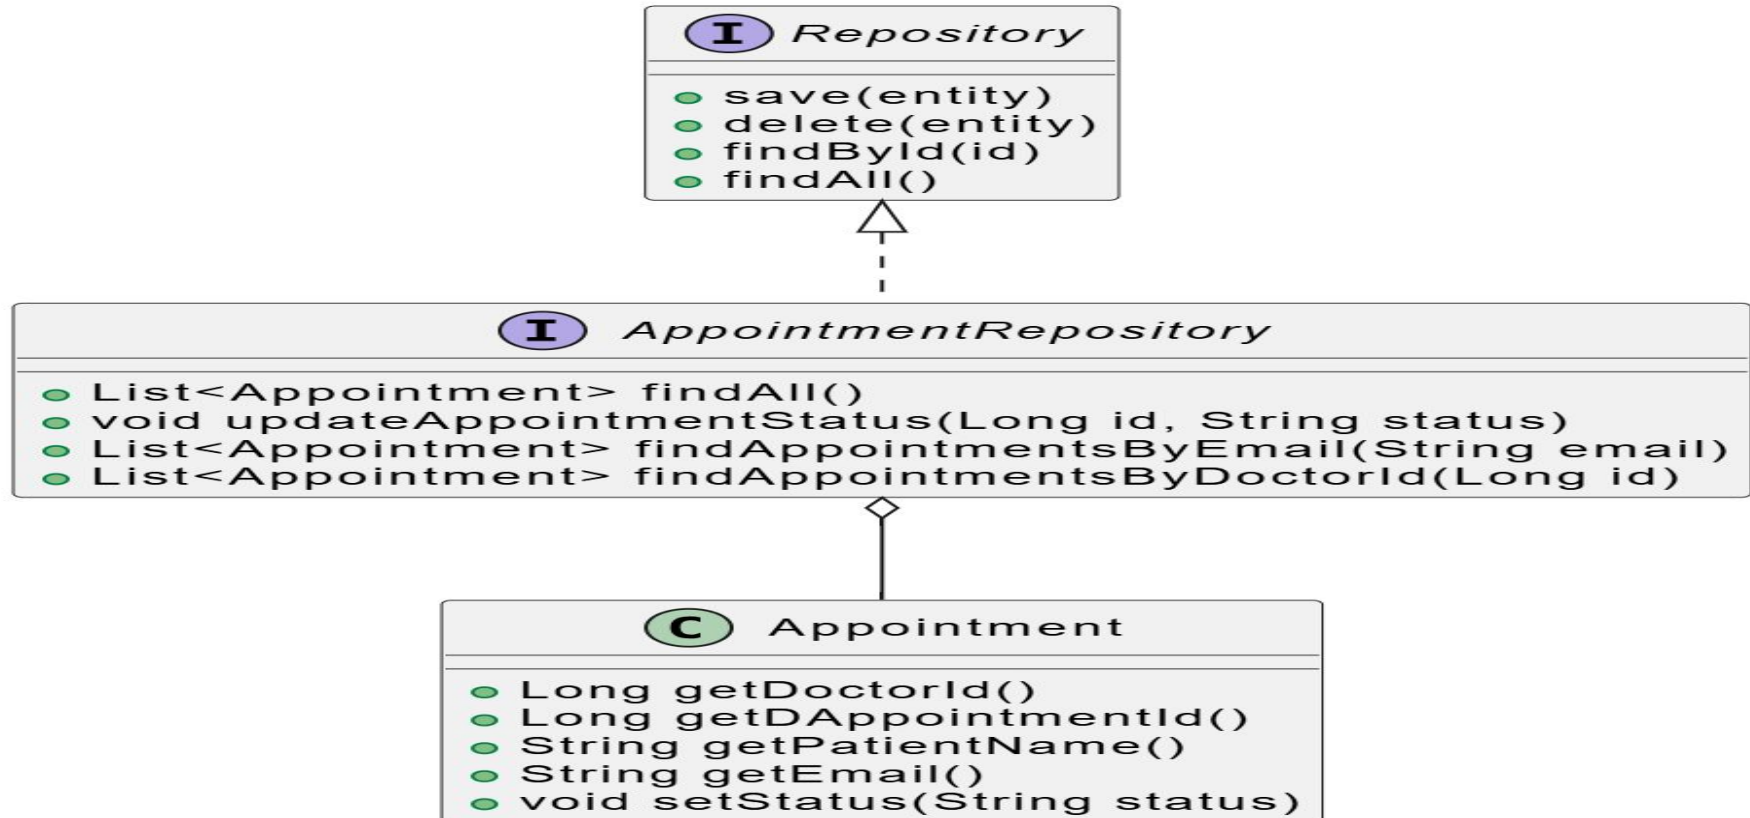 I Repository
save(entity)
delete(entity)
findById(id)
findAll()
I AppointmentRepository
List<Appointment> findAll()
void updateAppointmentStatus(Long id, String status)
List<Appointment> findAppointmentsByEmail(String email)
List<Appointment> findAppointmentsByDoctorId(Long id)
C Appointment
Long getDoctorId()
Long getDAppointmentId()
String getPatientName()
String getEmail()
void setStatus(String status)